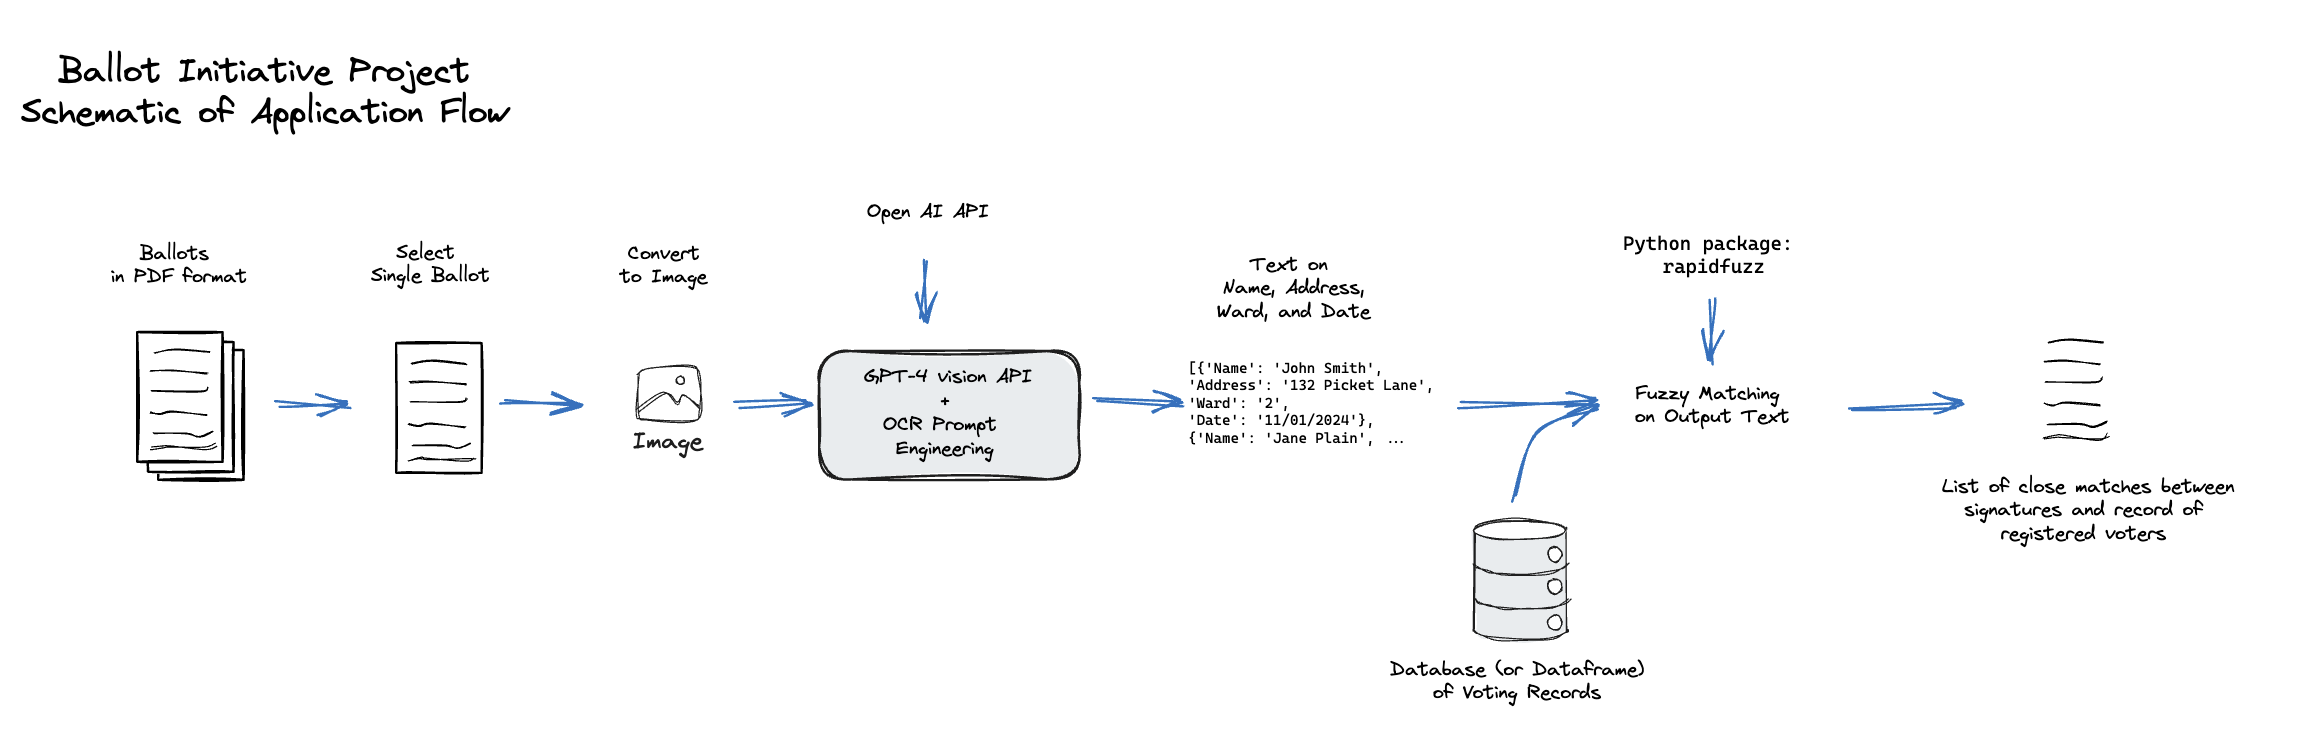 Ballot Initiative Project
Schematic of Application Flow
Ballots
in PDF format
Select
Single Ballot
Convert
to Image
Image
Open AI API
GPT-4 vision API
+
OCR Prompt
Engineering
Text on
Name, Address,
Ward, and Date
[{'Name': 'John Smith',
'Address': '132 Picket Lane',
'Ward': '2',
'Date': '11/01/2024'},
{'Name': 'Jane Plain', ...
Database (or Dataframe)
of Voting Records
Python package:
rapidfuzz
Fuzzy Matching
on Output Text
List of close matches between
signatures and record of
registered voters